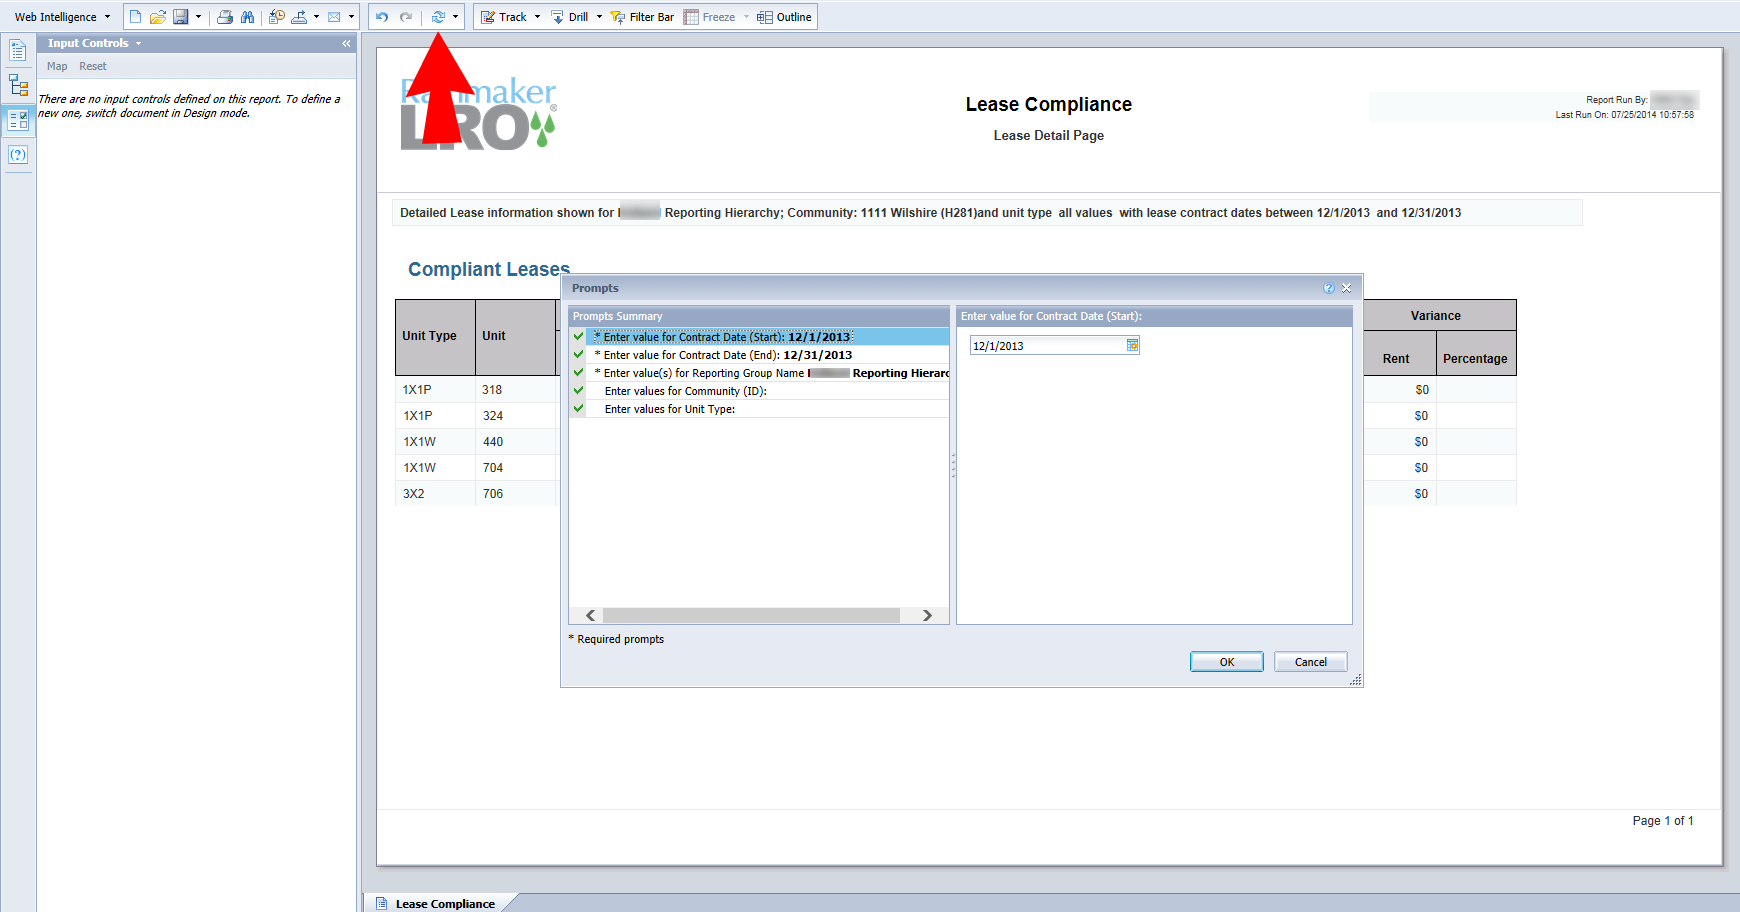 Web Intelligence
Track
Drill
Filter Bar
Freeze
Outline
Input Controls
Map Reset
There are no input controls defined on this report. To define a
new one, switch document in Design mode.
LRO
®
Lease Compliance
Lease Detail Page
Report Run By:
Last Run On: 07/25/2014 10:57:58
Detailed Lease information shown for Reporting Hierarchy; Community: 1111 Wilshire (H281)and unit type all values with lease contract dates between 12/1/2013 and 12/31/2013
Compliant Leases
Unit Type Unit
Variance
Rent Percentage
1X1P 318 $0
1X1P 324 $0
1X1W 440 $0
1X1W 704 $0
3X2 706 $0
Prompts
Prompts Summary
* Enter value for Contract Date (Start): 12/1/2013
* Enter value for Contract Date (End): 12/31/2013
* Enter value(s) for Reporting Group Name Reporting Hierarc
Enter values for Community (ID):
Enter values for Unit Type:
Enter value for Contract Date (Start):
12/1/2013
* Required prompts
OK
Cancel
Page 1 of 1
Lease Compliance